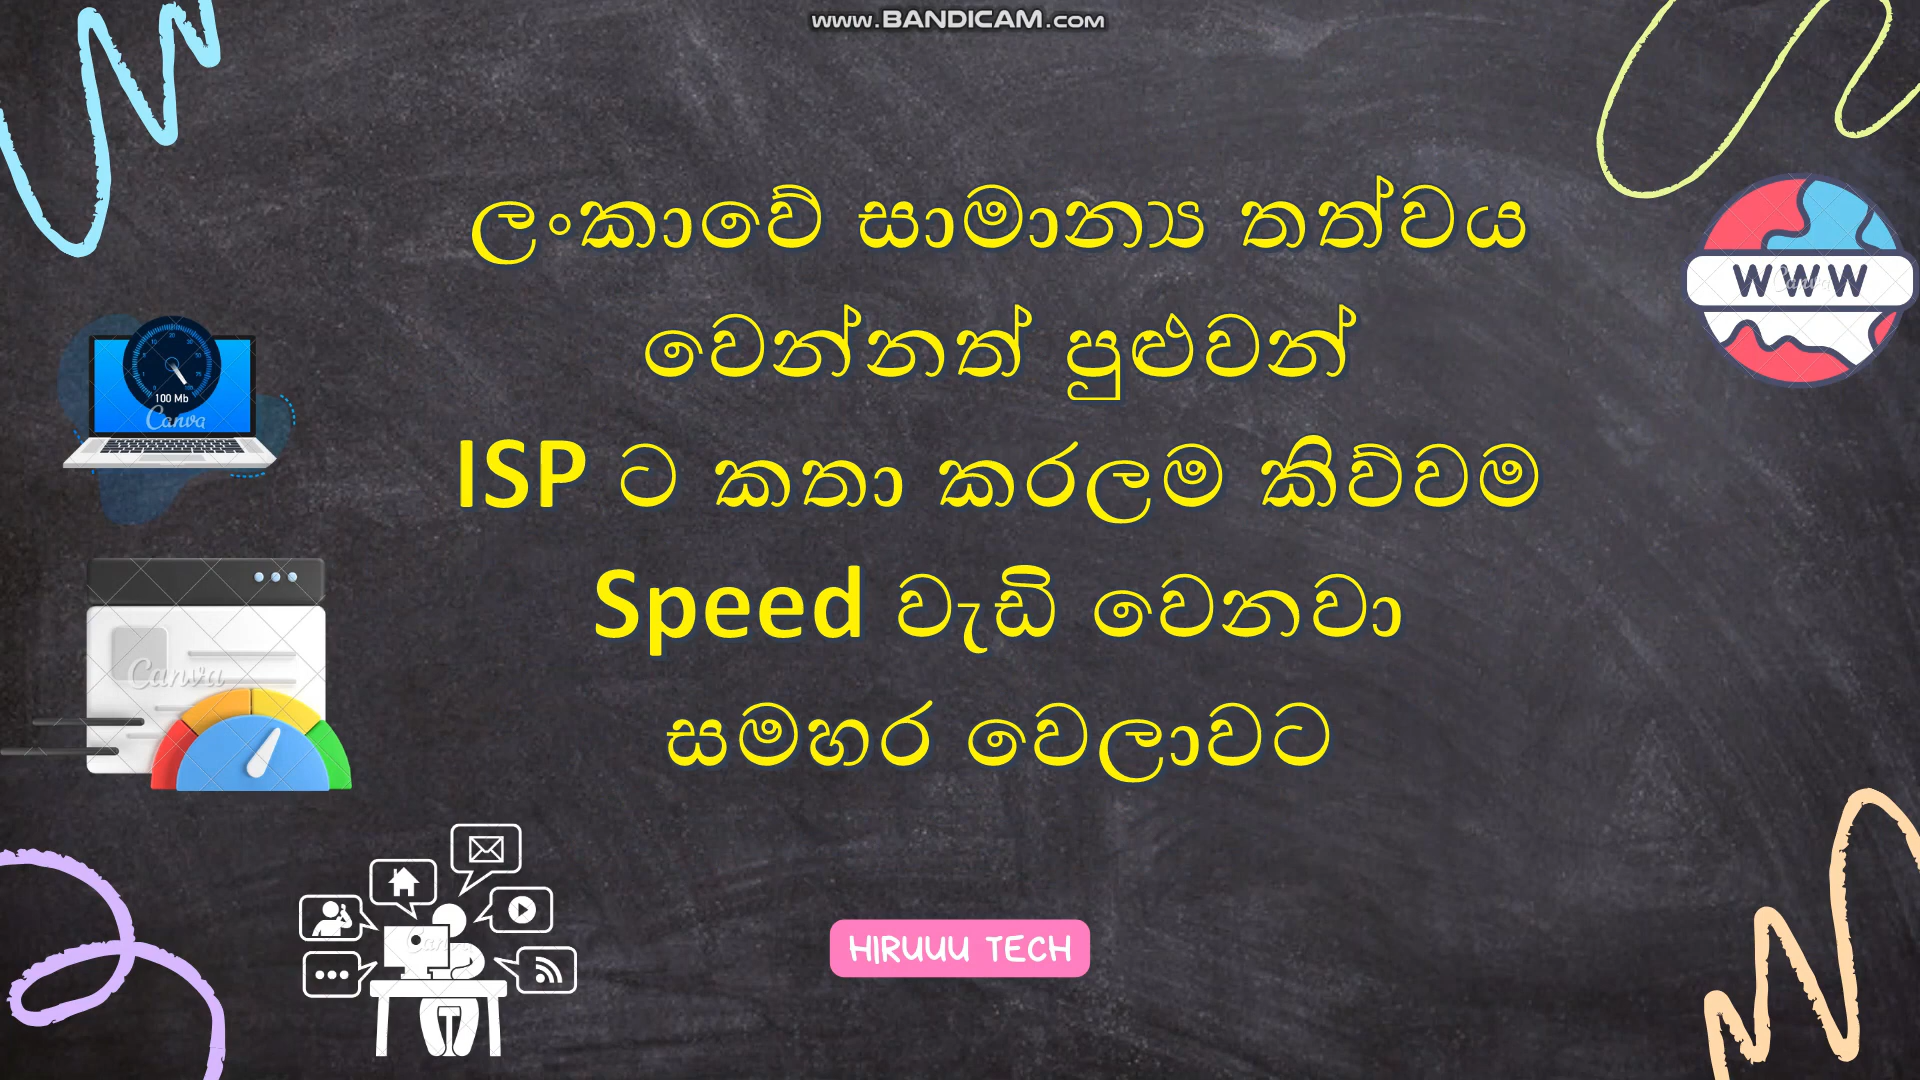 www.BANDICAM.com
ලංකාවේ සාමාන්‍ය තත්වය
වෙන්නත් පුළුවන්
ISP ට කතා කරලම කිව්වම
Speed වැඩි වෙනවා
සමහර වෙලාවට
WWW
100 Mb
Canva
Canva
HIRUUU TECH